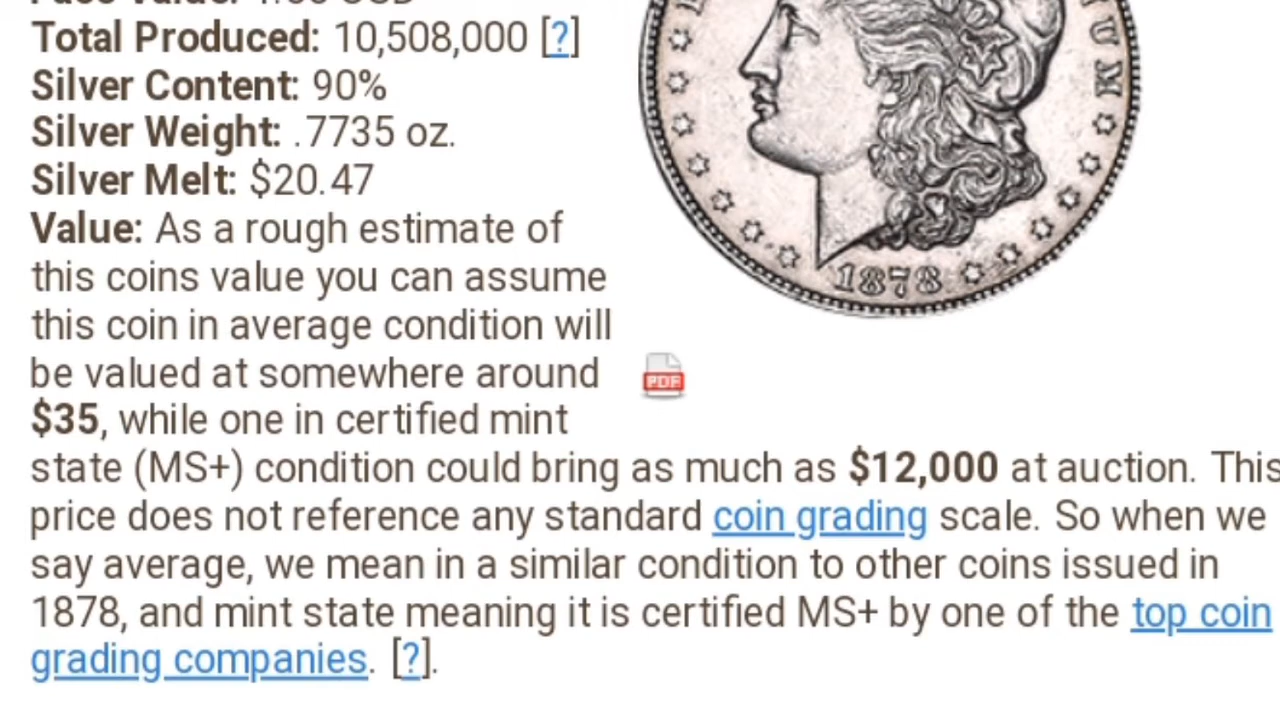 Total Produced: 10,508,000 [?]
Silver Content: 90%
Silver Weight: .7735 oz.
Silver Melt: $20.47
Value: As a rough estimate of
this coins value you can assume
this coin in average condition will
be valued at somewhere around
$35, while one in certified mint
state (MS+) condition could bring as much as $12,000 at auction. This
price does not reference any standard coin grading scale. So when we
say average, we mean in a similar condition to other coins issued in
1878, and mint state meaning it is certified MS+ by one of the top coin
grading companies. [?].
UM
1878
PDF